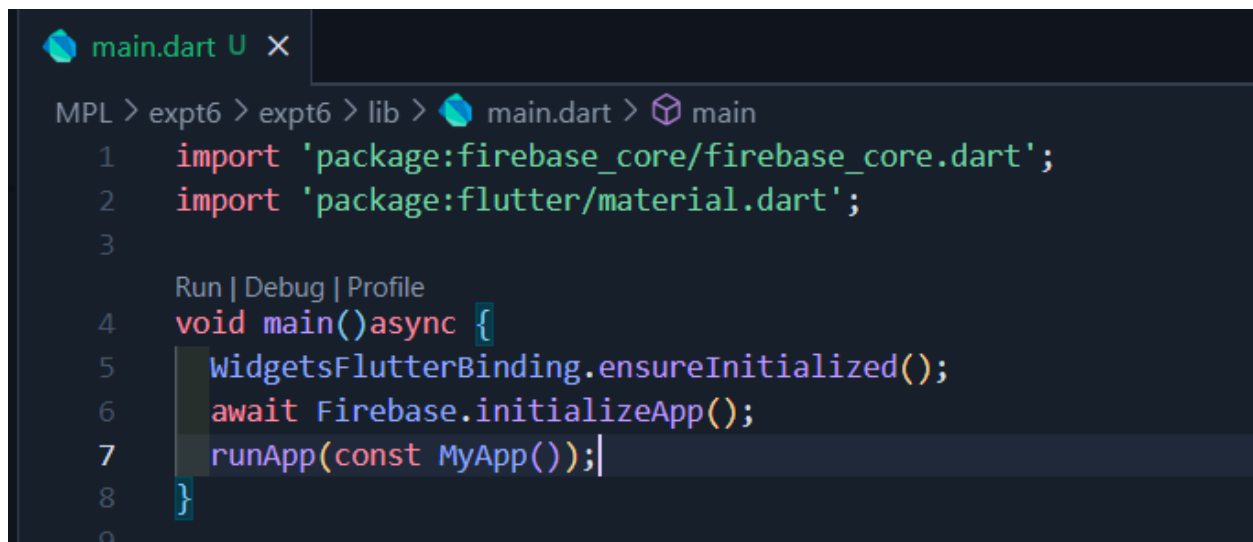 main.dart U ×
MPL > expt6 > expt6 > lib > main.dart > main
1 import 'package:firebase_core/firebase_core.dart';
2 import 'package:flutter/material.dart';
3
Run | Debug | Profile
4 void main()async {
5 WidgetsFlutterBinding.ensureInitialized();
6 await Firebase.initializeApp();
7 runApp(const MyApp());
8 }
9